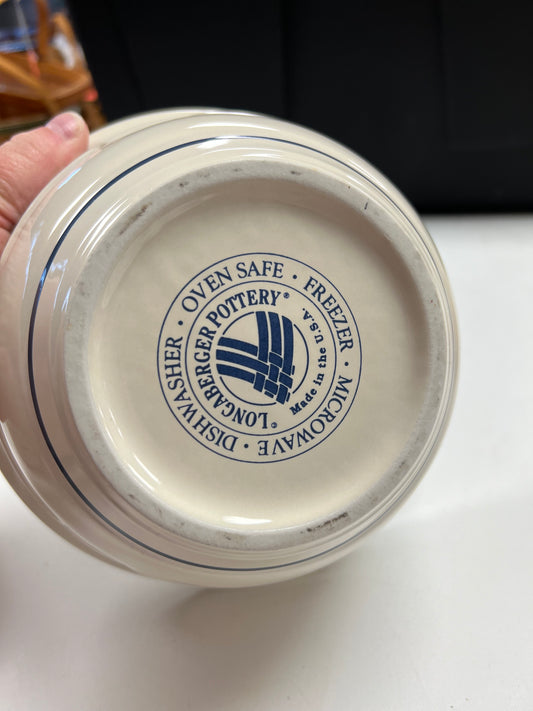 OVEN SAFE · FREEZER · MICROWAVE · DISHWASHER ·
®LONGABERGER POTTERY®
Made in the U.S.A.